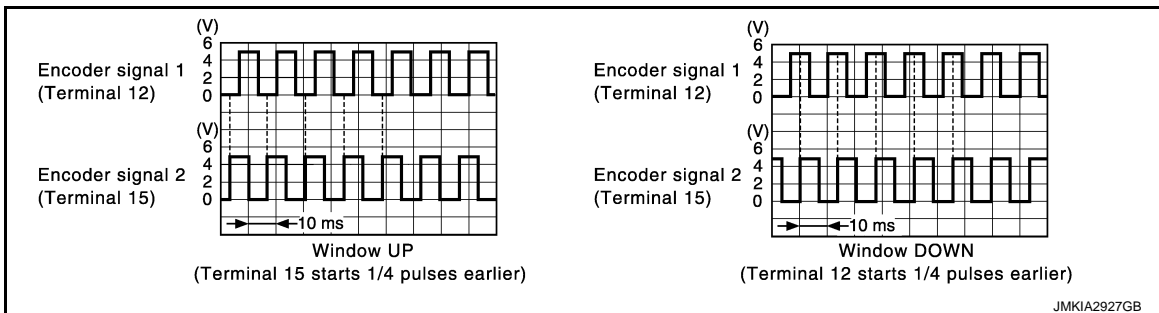 (V)
6
4
2
0
Encoder signal 1
(Terminal 12)
(V)
6
4
2
0
Encoder signal 2
(Terminal 15)
10 ms
Window UP
(Terminal 15 starts 1/4 pulses earlier)
(V)
6
4
2
0
Encoder signal 1
(Terminal 12)
(V)
6
4
2
0
Encoder signal 2
(Terminal 15)
10 ms
Window DOWN
(Terminal 12 starts 1/4 pulses earlier)
JMKIA2927GB